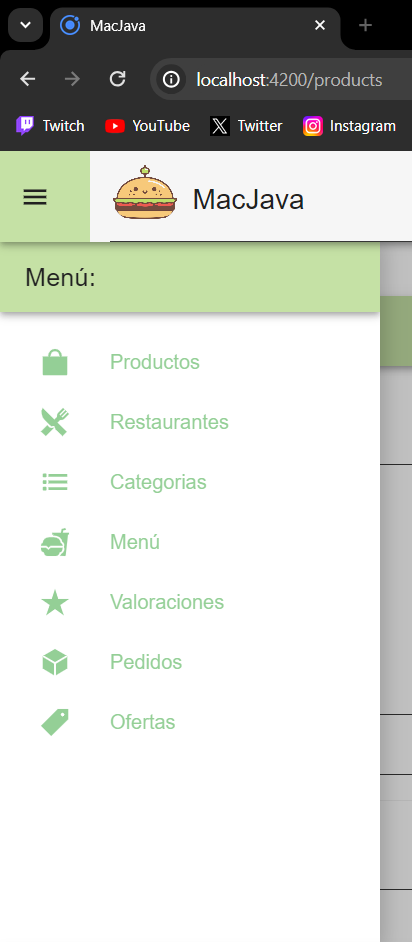 MacJava
localhost:4200/products
Twitch YouTube Twitter Instagram
MacJava
Menú:
Productos
Restaurantes
Categorias
Menú
Valoraciones
Pedidos
Ofertas